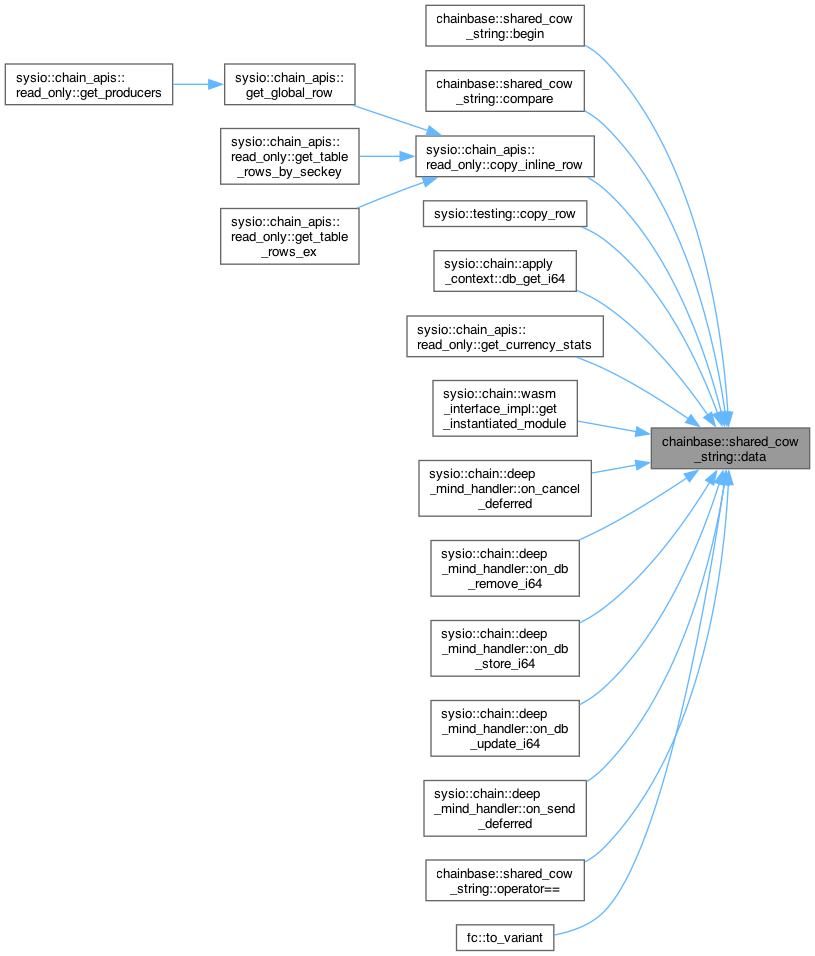 chainbase::shared_cow
_string::begin
sysio::chain_apis::
read_only::get_producers
sysio::chain_apis::
get_global_row
chainbase::shared_cow
_string::compare
sysio::chain_apis::
read_only::get_table
_rows_by_seckey
sysio::chain_apis::
read_only::copy_inline_row
sysio::chain_apis::
read_only::get_table
_rows_ex
sysio::testing::copy_row
sysio::chain::apply
_context::db_get_i64
sysio::chain_apis::
read_only::get_currency_stats
sysio::chain::wasm
_interface_impl::get
_instantiated_module
chainbase::shared_cow
_string::data
sysio::chain::deep
_mind_handler::on_cancel
_deferred
sysio::chain::deep
_mind_handler::on_db
_remove_i64
sysio::chain::deep
_mind_handler::on_db
_store_i64
sysio::chain::deep
_mind_handler::on_db
_update_i64
sysio::chain::deep
_mind_handler::on_send
_deferred
chainbase::shared_cow
_string::operator==
fc::to_variant